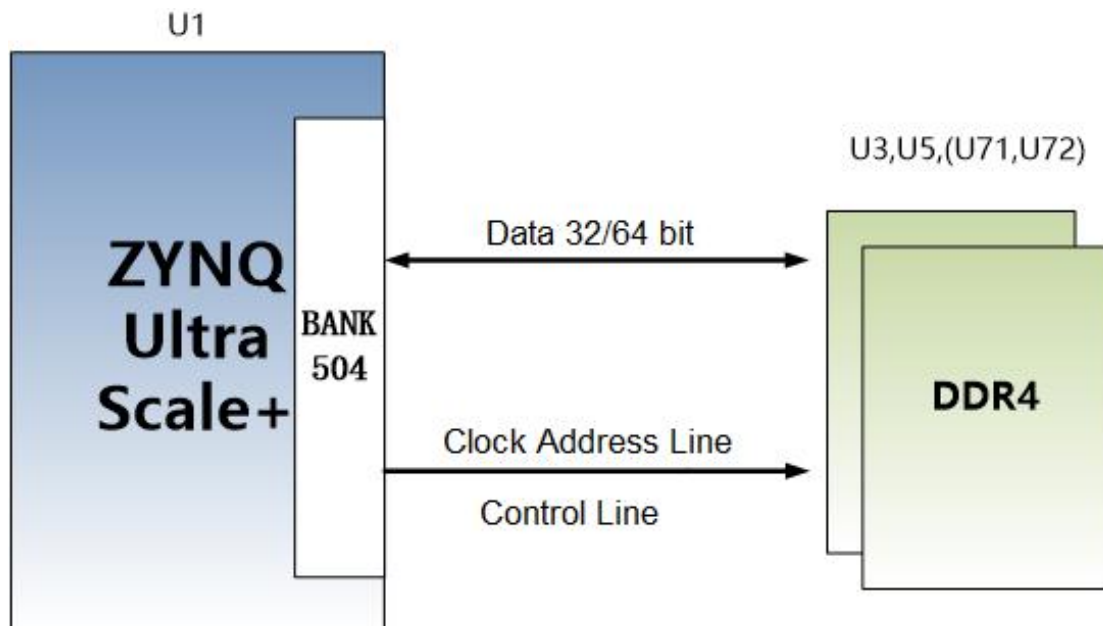 U1
ZYNQ
Ultra
Scale+
BANK
504
Data 32/64 bit
Clock Address Line
Control Line
U3,U5,(U71,U72)
DDR4